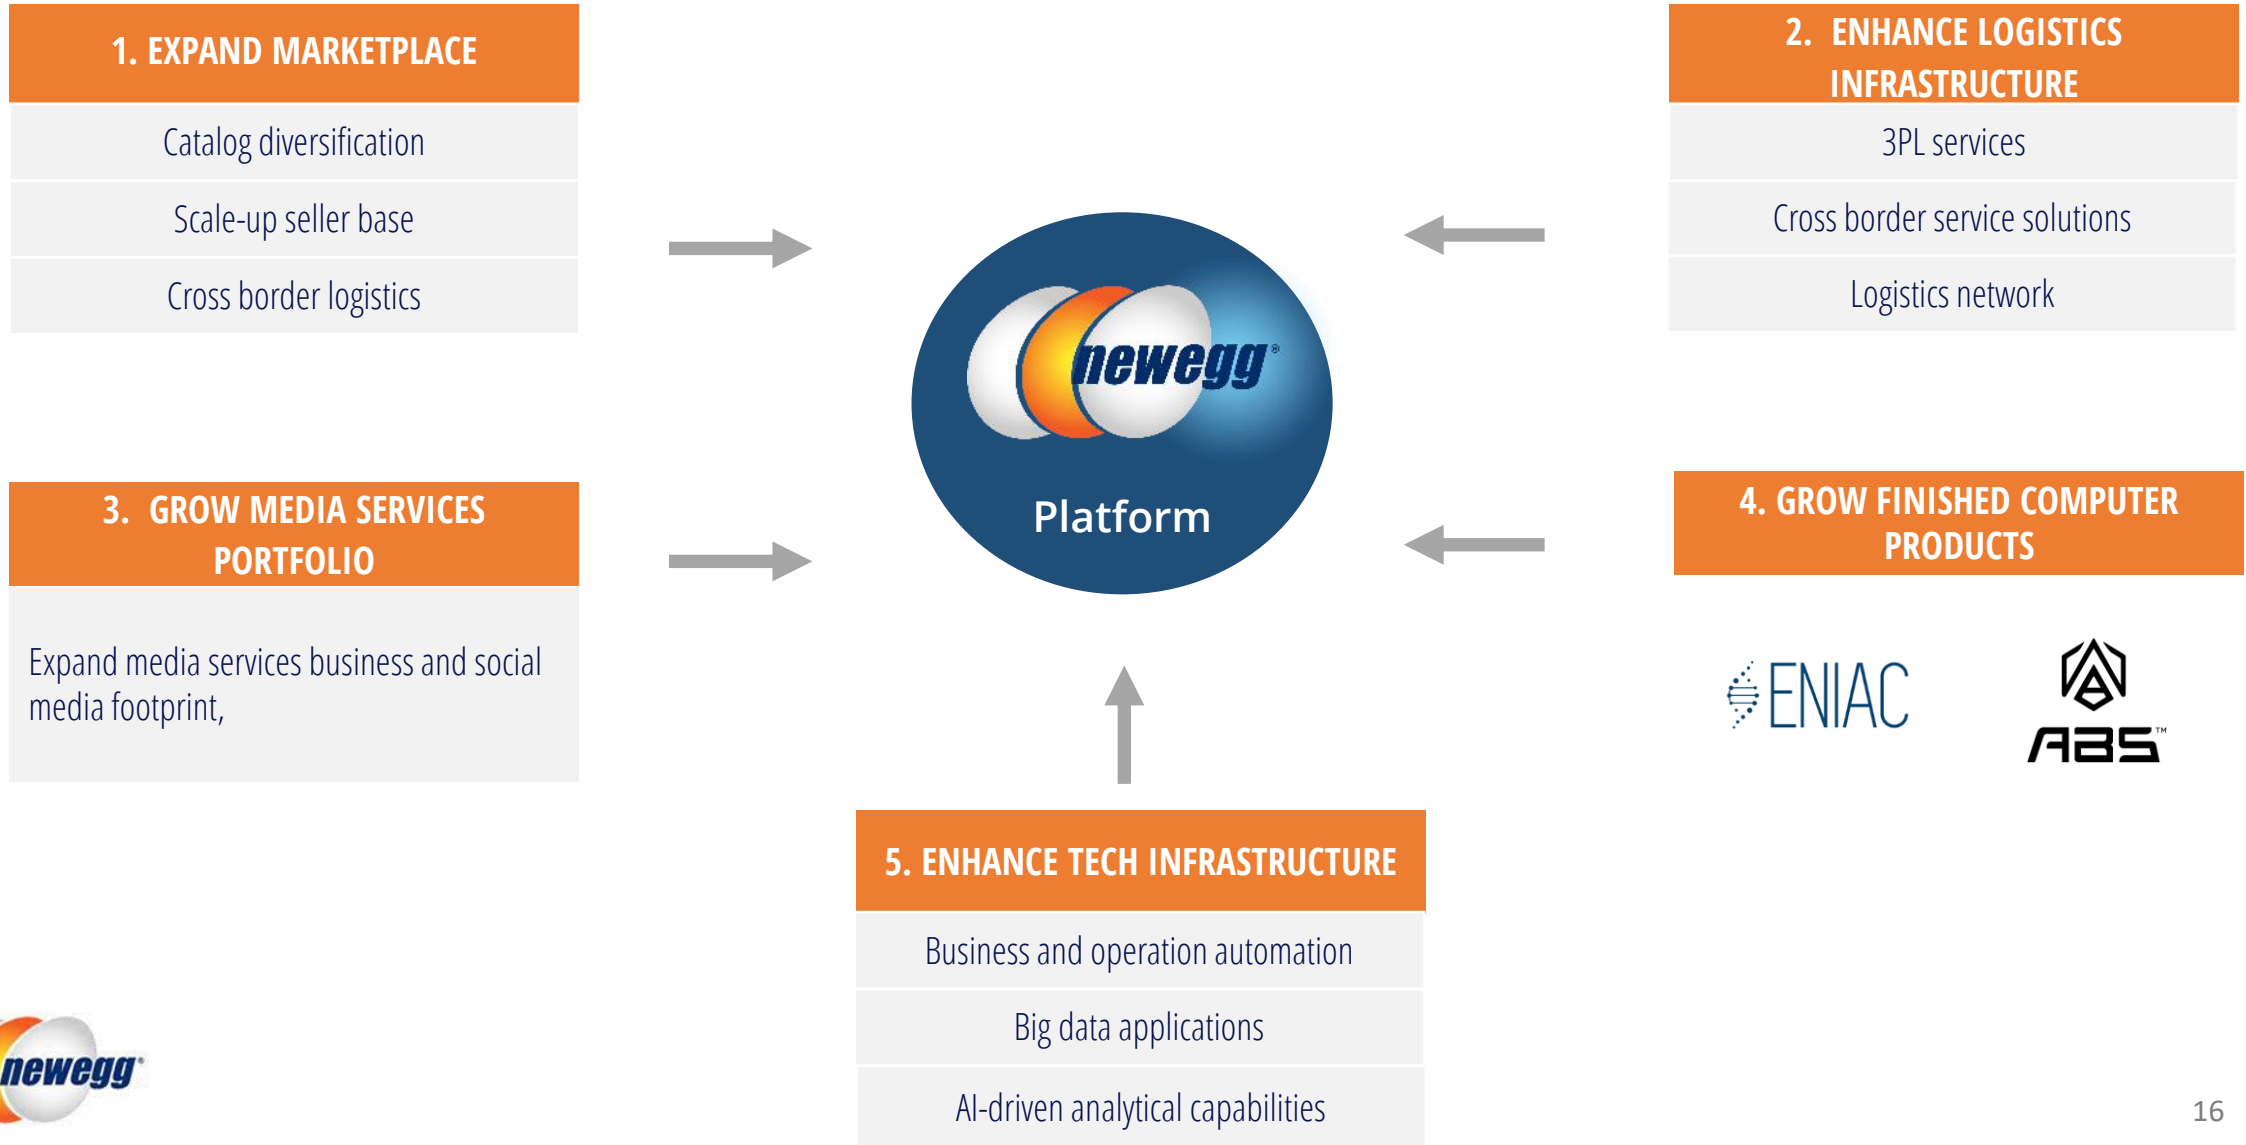 1. EXPAND MARKETPLACE
Catalog diversification
Scale-up seller base
Cross border logistics
2. ENHANCE LOGISTICS
INFRASTRUCTURE
3PL services
Cross border service solutions
Logistics network
newegg®
Platform
3. GROW MEDIA SERVICES
PORTFOLIO
Expand media services business and social
media footprint,
4. GROW FINISHED COMPUTER
PRODUCTS
ENIAC
ABS™
5. ENHANCE TECH INFRASTRUCTURE
Business and operation automation
Big data applications
AI-driven analytical capabilities
newegg®
16